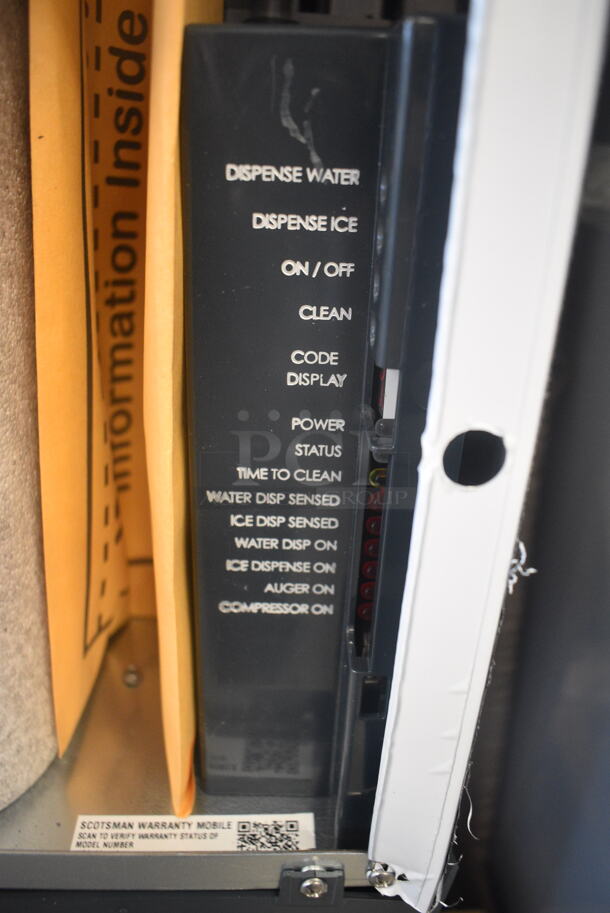 Information Inside
DISPENSE WATER
DISPENSE ICE
ON / OFF
CLEAN
CODE
DISPLAY
POWER
STATUS
TIME TO CLEAN
WATER DISP SENSED
ICE DISP SENSED
WATER DISP ON
ICE DISPENSE ON
AUGER ON
COMPRESSOR ON
PCI
GROUP
SCOTSMAN WARRANTY MOBILE
SCAN TO VERIFY WARRANTY STATUS OF
MODEL NUMBER